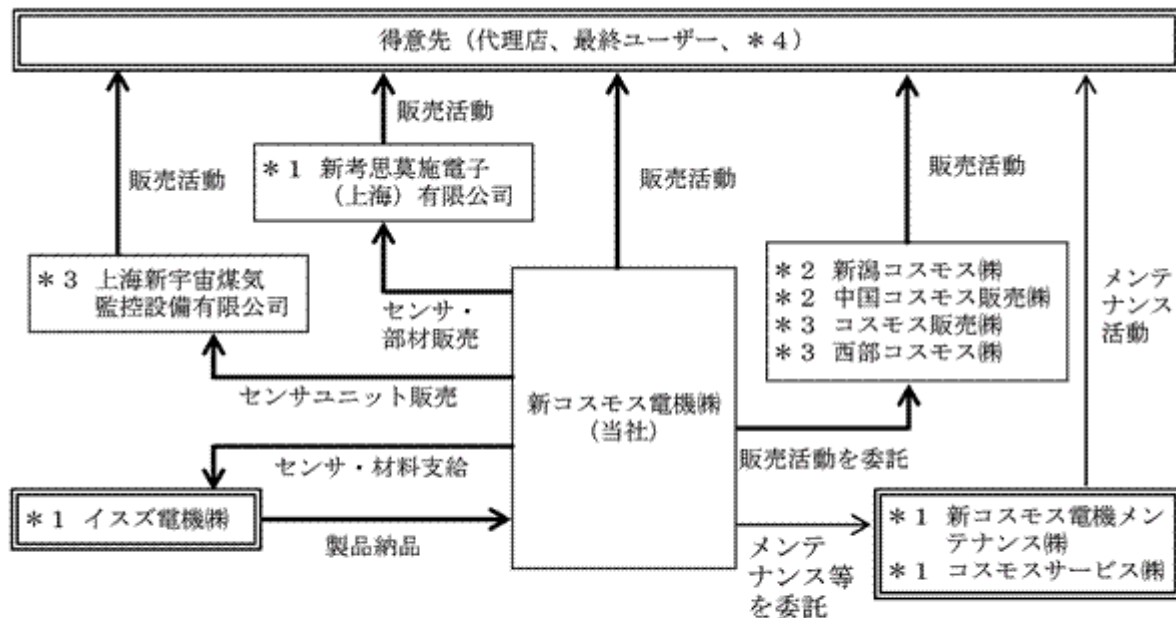 得意先(代理店、最終ユーザー、*4)
販売活動
販売活動
販売活動
販売活動
メンテ
ナンス
活動
*1 新考思莫施電子
(上海)有限公司
*3 上海新宇宙煤気
監控設備有限公司
センサ・
部材販売
センサユニット販売
新コスモス電機㈱
(当社)
*2 新潟コスモス㈱
*2 中国コスモス販売㈱
*3 コスモス販売㈱
*3 西部コスモス㈱
販売活動を委託
センサ・材料支給
*1 イスズ電機㈱
製品納品
メンテ
ナンス等
を委託
*1 新コスモス電機メン
テナンス㈱
*1 コスモスサービス㈱